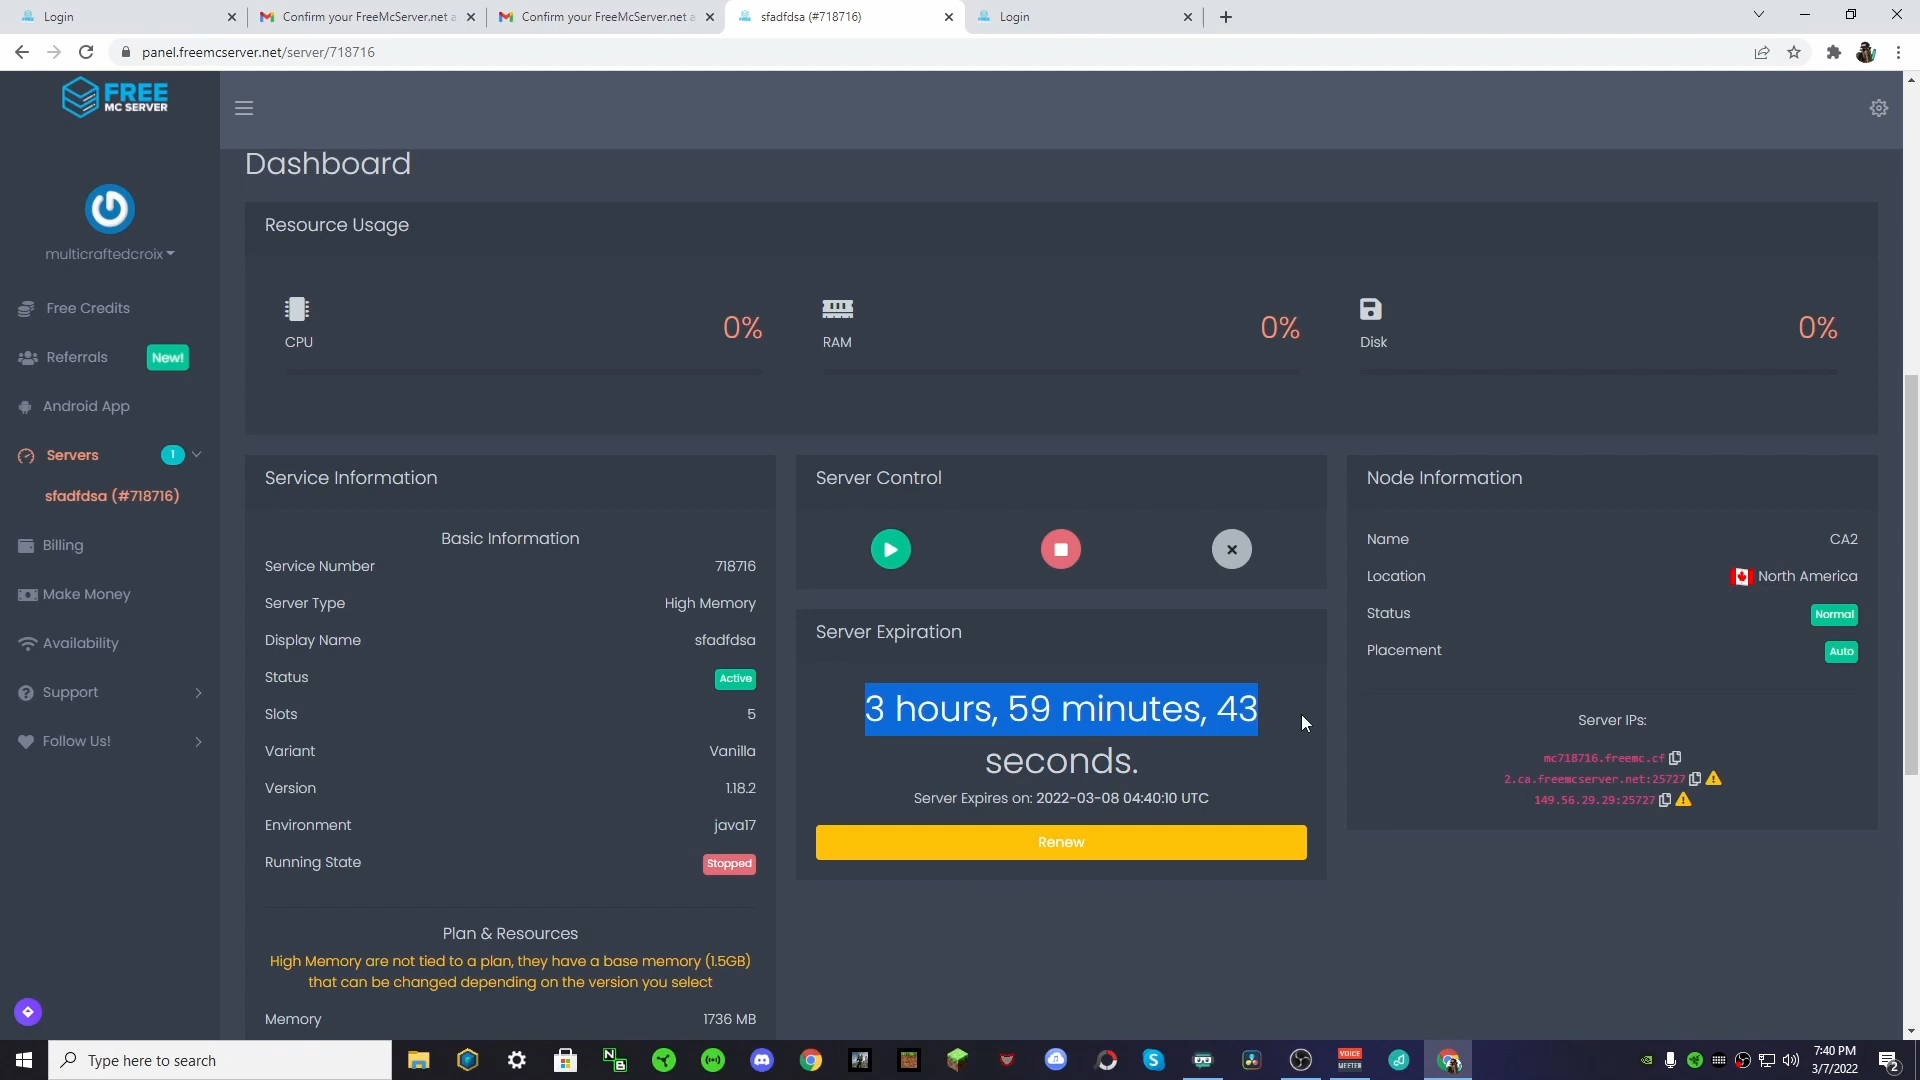 Login
Confirm your FreeMcServer.net a
Confirm your FreeMcServer.net a
sfadfdsa (#718716)
Login
panel.freemcserver.net/server/718716
FREE
MC SERVER
multicraftedcroix
Free Credits
Referrals
New!
Android App
Servers
1
sfadfdsa (#718716)
Billing
Make Money
Availability
Support
Follow Us!
Dashboard
Resource Usage
CPU
0%
RAM
0%
Disk
0%
Service Information
Basic Information
Service Number 718716
Server Type High Memory
Display Name sfadfdsa
Status Active
Slots 5
Variant Vanilla
Version 1.18.2
Environment java17
Running State Stopped
Plan & Resources
High Memory are not tied to a plan, they have a base memory (1.5GB)
that can be changed depending on the version you select
Memory 1736 MB
Server Control
Server Expiration
3 hours, 59 minutes, 43
seconds.
Server Expires on: 2022-03-08 04:40:10 UTC
Renew
Node Information
Name CA2
Location North America
Status Normal
Placement Auto
Server IPs:
mc718716.freemc.cf
2.ca.freemcserver.net:25727
149.56.29.29:25727
Type here to search
VOICE
MEETER
7:40 PM
3/7/2022
2